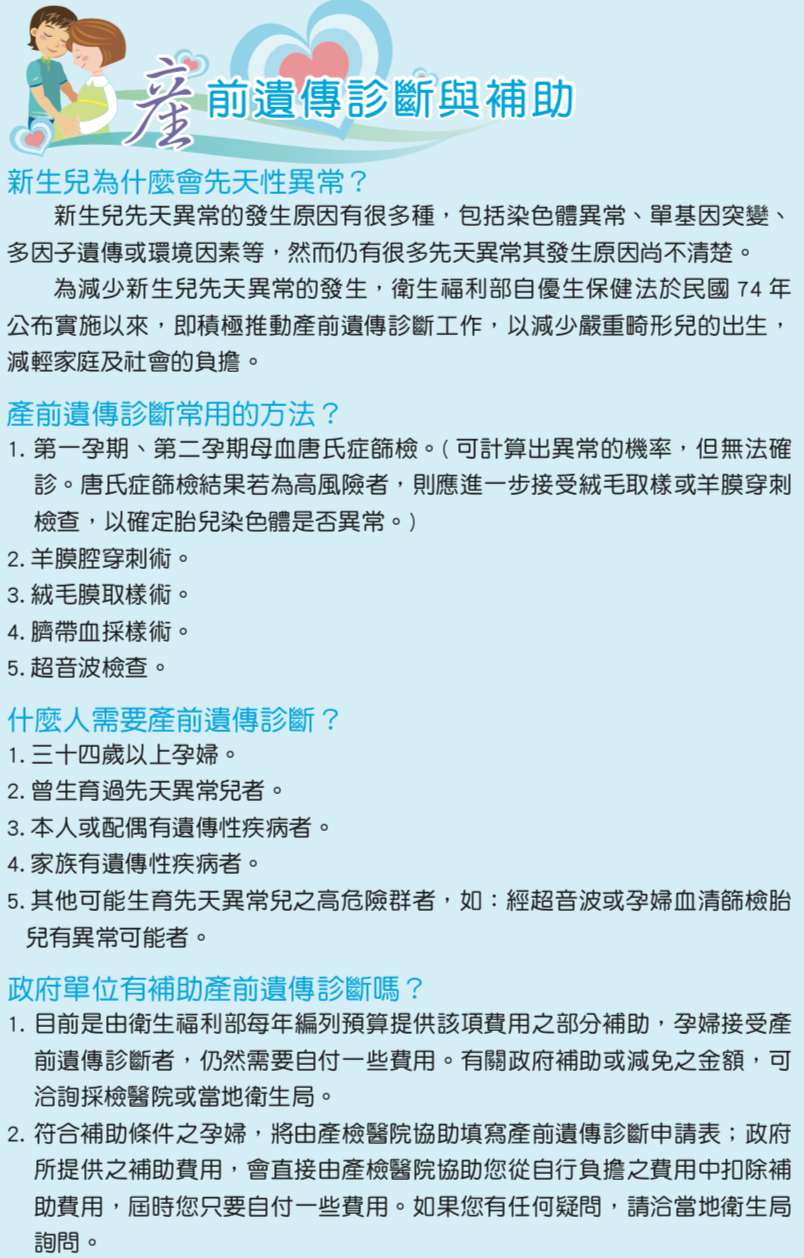 產前遺傳診斷與補助
新生兒為什麼會先天性異常？
新生兒先天異常的發生原因有很多種，包括染色體異常、單基因突變、
多因子遺傳或環境因素等，然而仍有很多先天異常其發生原因尚不清楚。
為減少新生兒先天異常的發生，衛生福利部自優生保健法於民國 74 年
公布實施以來，即積極推動產前遺傳診斷工作，以減少嚴重畸形兒的出生，
減輕家庭及社會的負擔。
產前遺傳診斷常用的方法？
1. 第一孕期、第二孕期母血唐氏症篩檢。( 可計算出異常的機率，但無法確
診。唐氏症篩檢結果若為高風險者，則應進一步接受絨毛取樣或羊膜穿刺
檢查，以確定胎兒染色體是否異常。)
2. 羊膜腔穿刺術。
3. 絨毛膜取樣術。
4. 臍帶血採樣術。
5. 超音波檢查。
什麼人需要產前遺傳診斷？
1. 三十四歲以上孕婦。
2. 曾生育過先天異常兒者。
3. 本人或配偶有遺傳性疾病者。
4. 家族有遺傳性疾病者。
5. 其他可能生育先天異常兒之高危險群者，如：經超音波或孕婦血清篩檢胎
兒有異常可能者。
政府單位有補助產前遺傳診斷嗎？
1. 目前是由衛生福利部每年編列預算提供該項費用之部分補助，孕婦接受產
前遺傳診斷者，仍然需要自付一些費用。有關政府補助或減免之金額，可
洽詢採檢醫院或當地衛生局。
2. 符合補助條件之孕婦，將由產檢醫院協助填寫產前遺傳診斷申請表；政府
所提供之補助費用，會直接由產檢醫院協助您從自行負擔之費用中扣除補
助費用，屆時您只要自付一些費用。如果您有任何疑問，請洽當地衛生局
詢問。